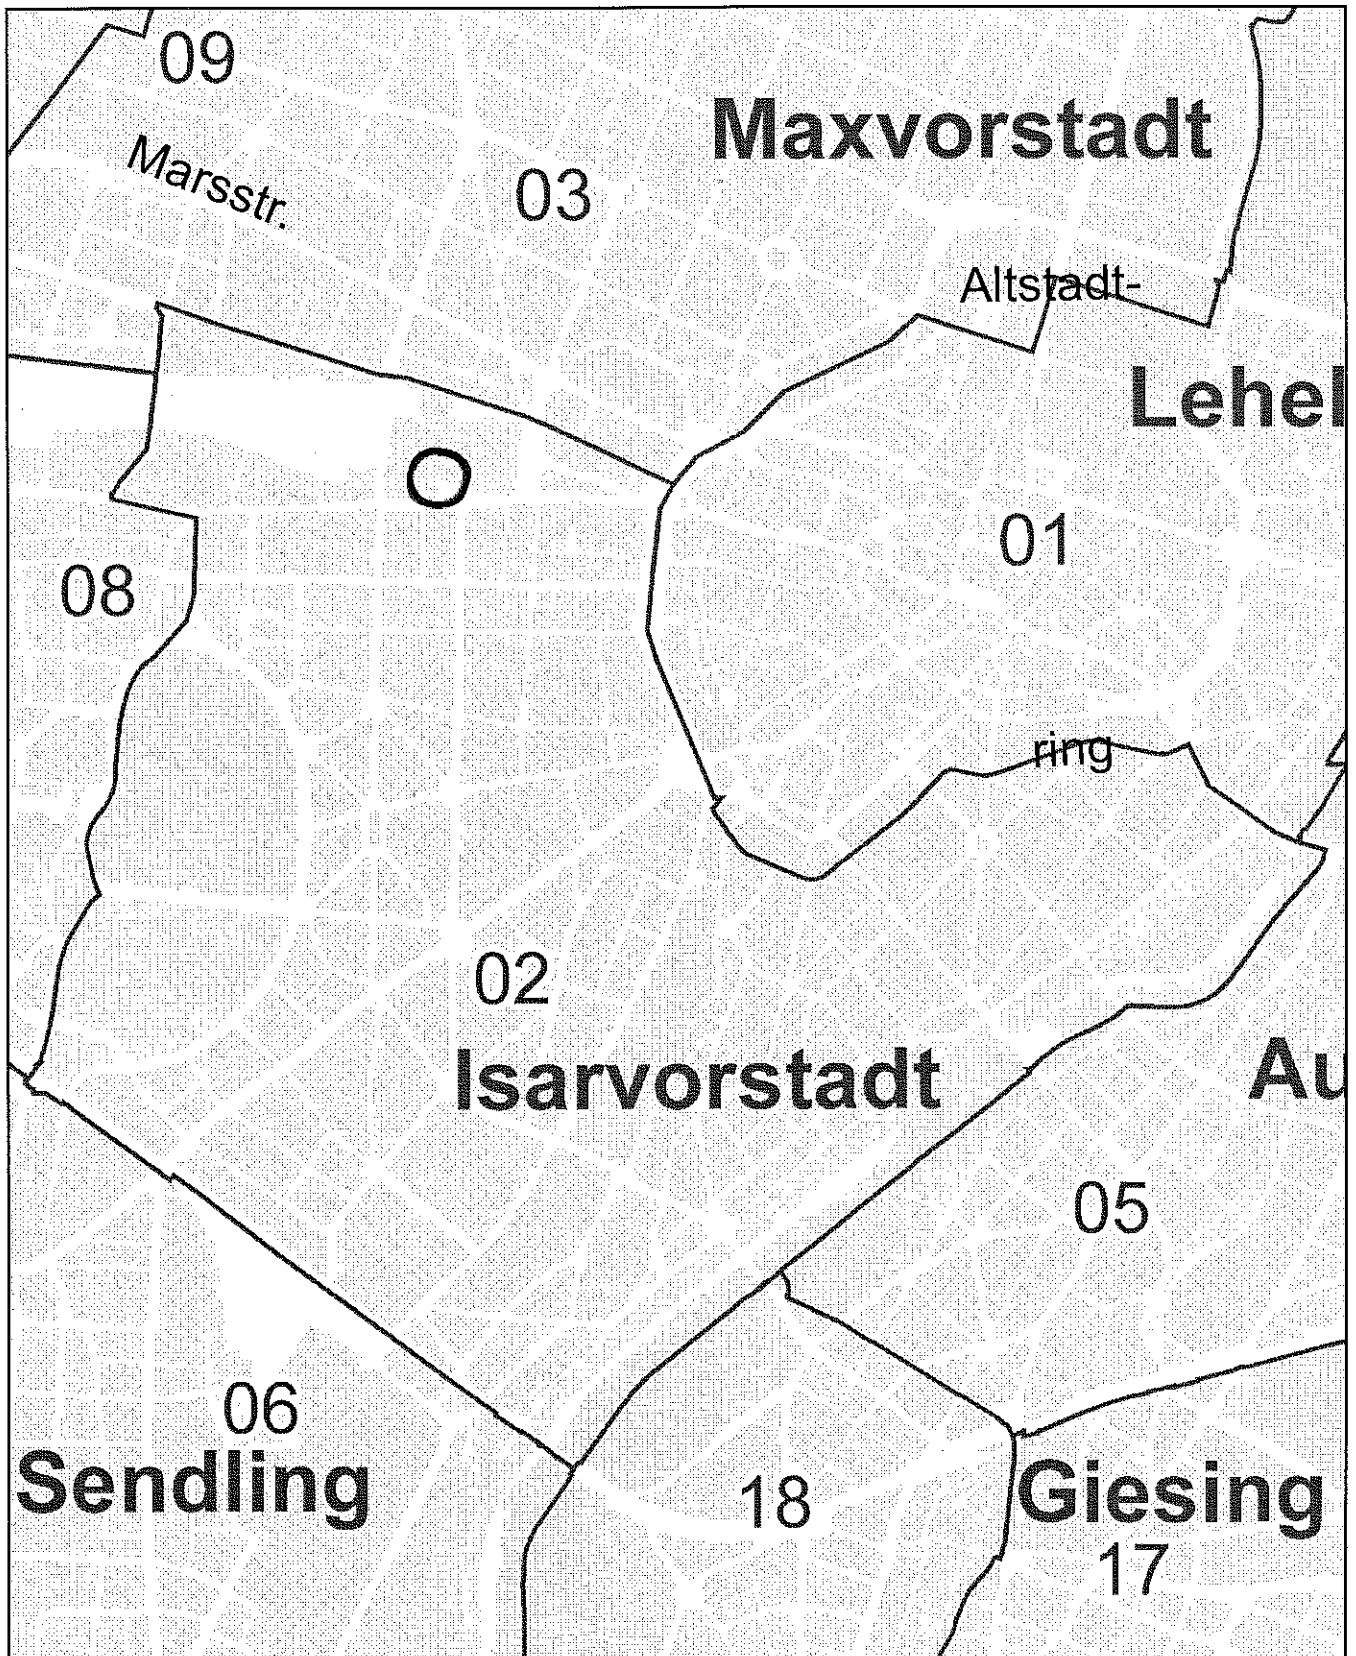 09
Maxvorstadt
Marsstr.
03
Altstadt-
Lehel
01
08
ring
02
Isarvorstadt
Au
05
06
Sendling
18
Giesing
17